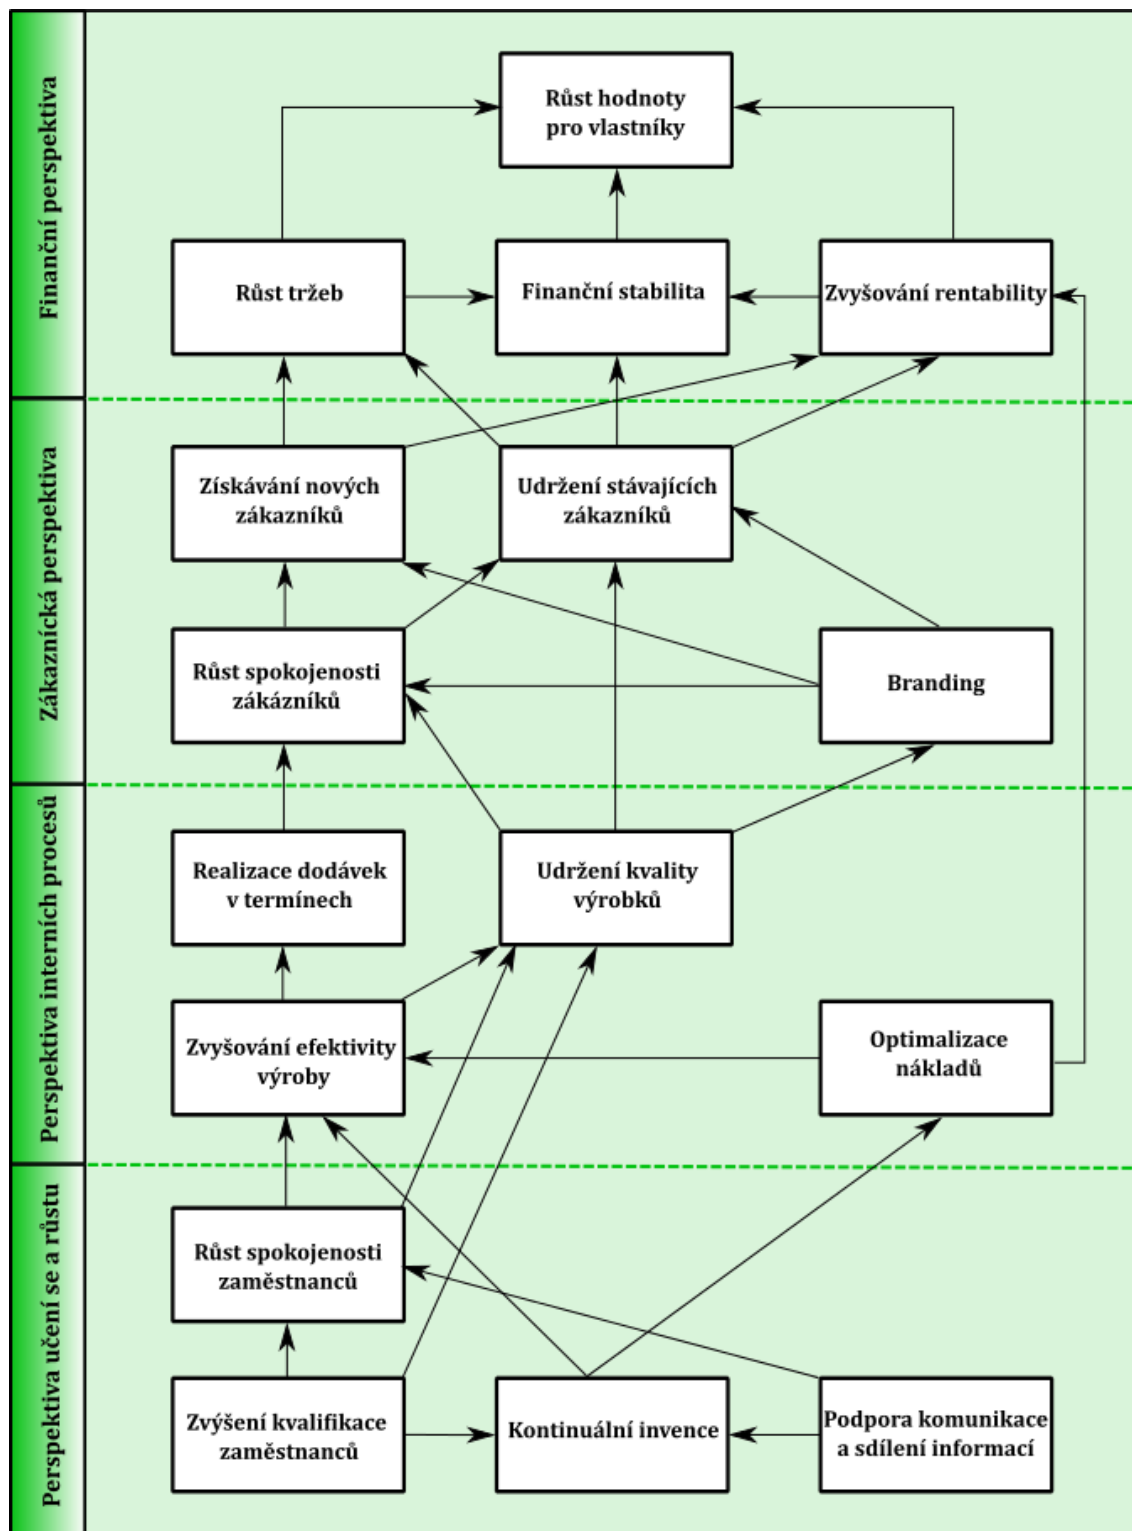 Finanční perspektiva
Růst hodnoty
pro vlastníky
Růst tržeb
Finanční stabilita
Zvyšování rentability
Zákaznícká perspektiva
Získávání nových
zákazníků
Udržení stávajících
zákazníků
Růst spokojenosti
zákázníků
Branding
Perspektiva interních procesů
Realizace dodávek
v termínech
Udržení kvality
výrobků
Zvyšování efektivity
výroby
Optimalizace
nákladů
Perspektiva učení se a růstu
Růst spokojenosti
zaměstnanců
Zvýšení kvalifikace
zaměstnanců
Kontinuální invence
Podpora komunikace
a sdílení informací